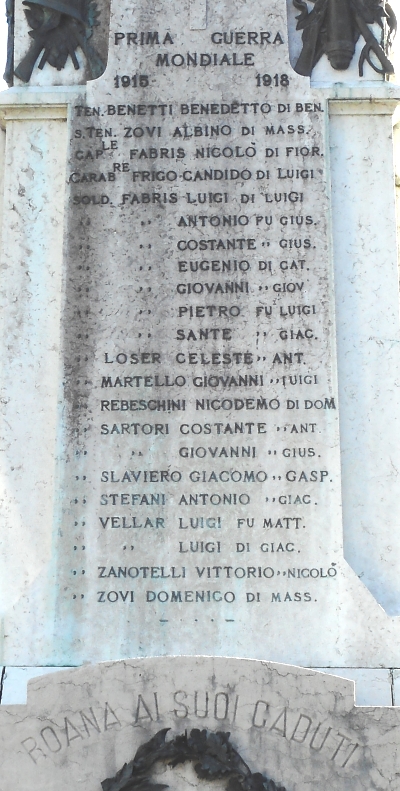 PRIMA GUERRA
MONDIALE
1915 1918
TEN. BENETTI BENEDETTO DI BEN.
S.TEN. ZOVI ALBINO DI MASS.
CAP.LE FABRIS NICOLÒ DI FIOR.
CARAB.RE FRIGO CANDIDO DI LUIGI
SOLD. FABRIS LUIGI DI LUIGI
" " ANTONIO FU GIUS.
" " COSTANTE " GIUS.
" " EUGENIO DI CAT.
" " GIOVANNI " GIOV
" " PIETRO FU LUIGI
" " SANTE " GIAC.
" LOSER CELESTE " ANT.
" MARTELLO GIOVANNI " LUIGI
" REBESCHINI NICODEMO DI DOM
" SARTORI COSTANTE " ANT
" " GIOVANNI " GIUS.
" SLAVIERO GIACOMO " GASP.
" STEFANI ANTONIO " GIAC.
" VELLAR LUIGI FU MATT.
" " LUIGI DI GIAC.
" ZANOTELLI VITTORIO " NICOLÒ
" ZOVI DOMENICO DI MASS.
ROANA AI SUOI CADUTI